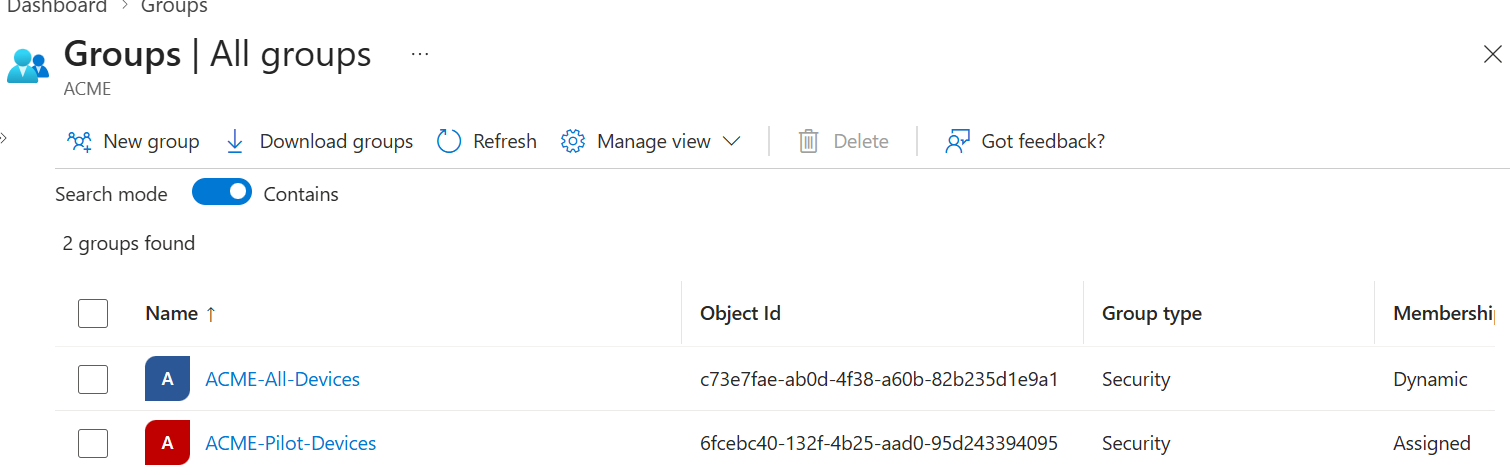 Dashboard > Groups
Groups | All groups ...
ACME
New group Download groups Refresh Manage view Delete Got feedback?
Search mode Contains
2 groups found
Name ↑ Object Id Group type Membershi
A ACME-All-Devices c73e7fae-ab0d-4f38-a60b-82b235d1e9a1 Security Dynamic
A ACME-Pilot-Devices 6fcebc40-132f-4b25-aad0-95d243394095 Security Assigned